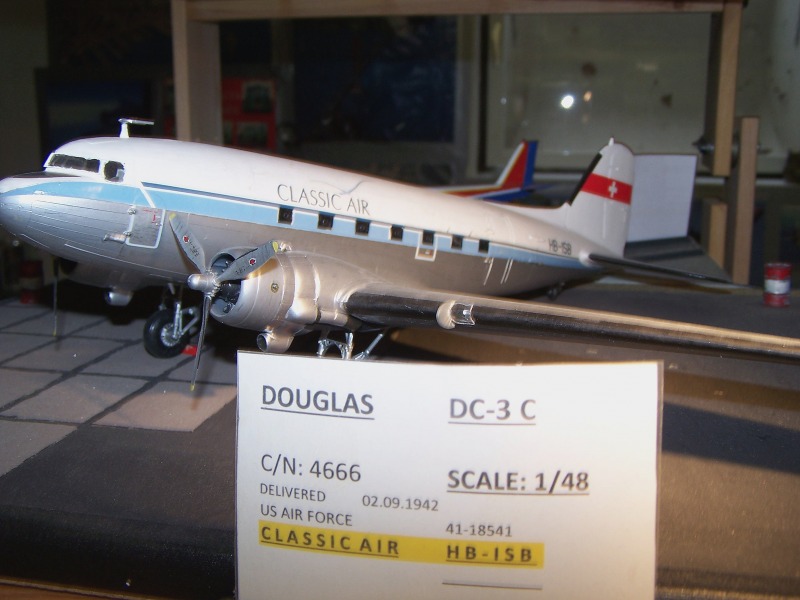 CLASSIC AIR
HB-ISB
DOUGLAS DC-3 C
C/N: 4666 SCALE: 1/48
DELIVERED 02.09.1942
US AIR FORCE 41-18541
CLASSIC AIR HB-ISB